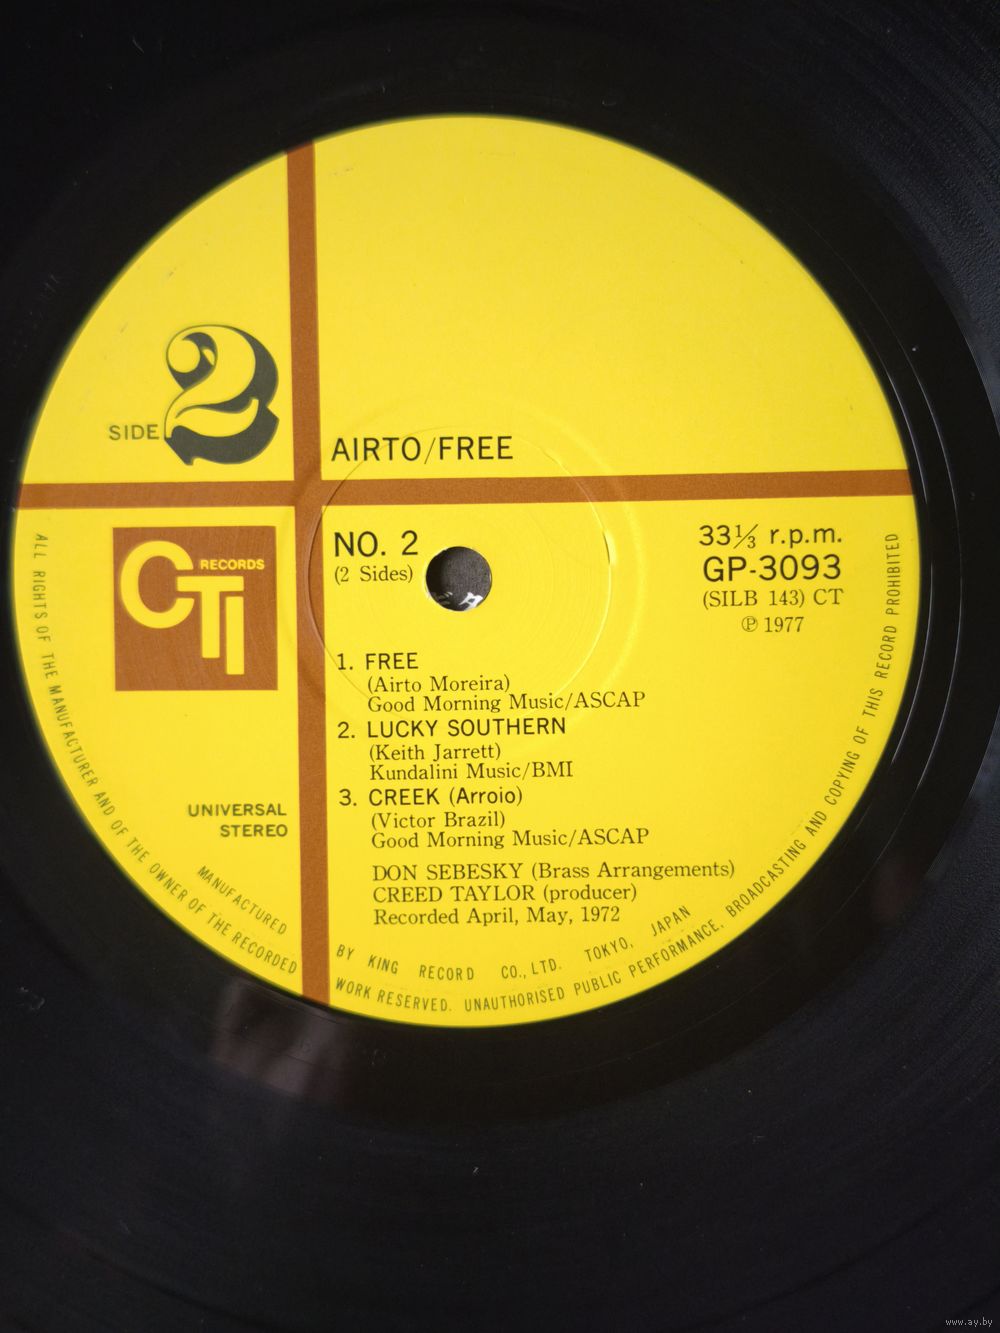 SIDE 2
AIRTO/FREE
CTI RECORDS
NO. 2
(2 Sides)
33⅓ r.p.m.
GP-3093
(SILB 143) CT
℗ 1977
1. FREE
(Airto Moreira)
Good Morning Music/ASCAP
2. LUCKY SOUTHERN
(Keith Jarrett)
Kundalini Music/BMI
3. CREEK (Arroio)
(Victor Brazil)
Good Morning Music/ASCAP
UNIVERSAL
STEREO
DON SEBESKY (Brass Arrangements)
CREED TAYLOR (producer)
Recorded April, May, 1972
MANUFACTURED BY KING RECORD CO., LTD. TOKYO, JAPAN
ALL RIGHTS OF THE MANUFACTURER AND OF THE OWNER OF THE RECORDED WORK RESERVED. UNAUTHORISED PUBLIC PERFORMANCE, BROADCASTING AND COPYING OF THIS RECORD PROHIBITED
www.ay.by